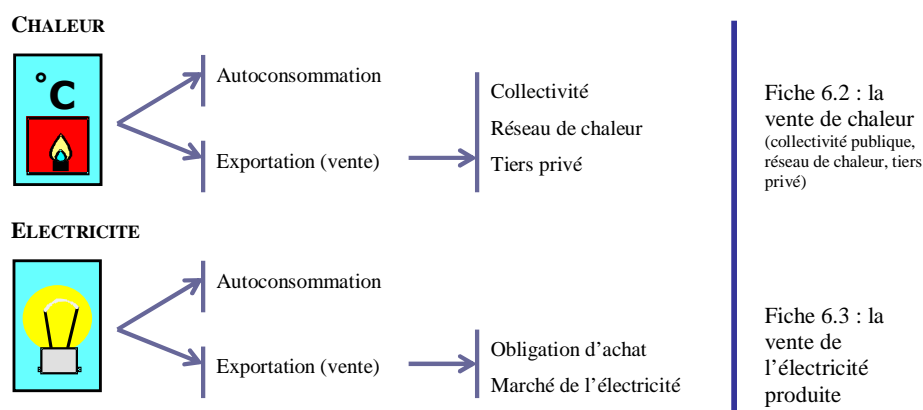 CHALEUR
°C
Autoconsommation
Exportation (vente)
Collectivité
Réseau de chaleur
Tiers privé
Fiche 6.2 : la
vente de chaleur
(collectivité publique,
réseau de chaleur, tiers
privé)
ELECTRICITE
Autoconsommation
Exportation (vente)
Obligation d’achat
Marché de l’électricité
Fiche 6.3 : la
vente de
l’électricité
produite